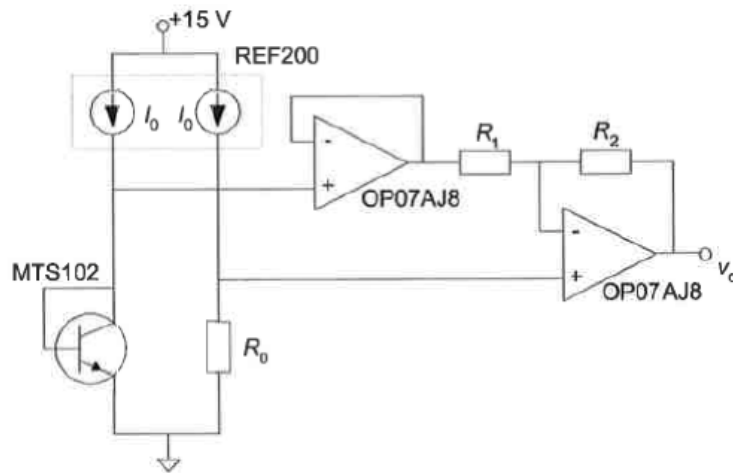 +15 V
REF200
I0 I0
R1
R2
OP07AJ8
MTS102
OP07AJ8
vo
R0